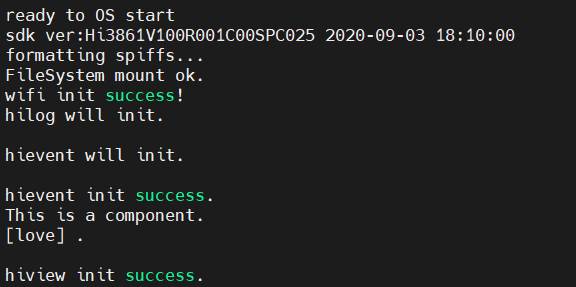 ready to OS start
sdk ver:Hi3861V100R001C00SPC025 2020-09-03 18:10:00
formatting spiffs...
FileSystem mount ok.
wifi init success!
hilog will init.
hievent will init.
hievent init success.
This is a component.
[love] .
hiview init success.